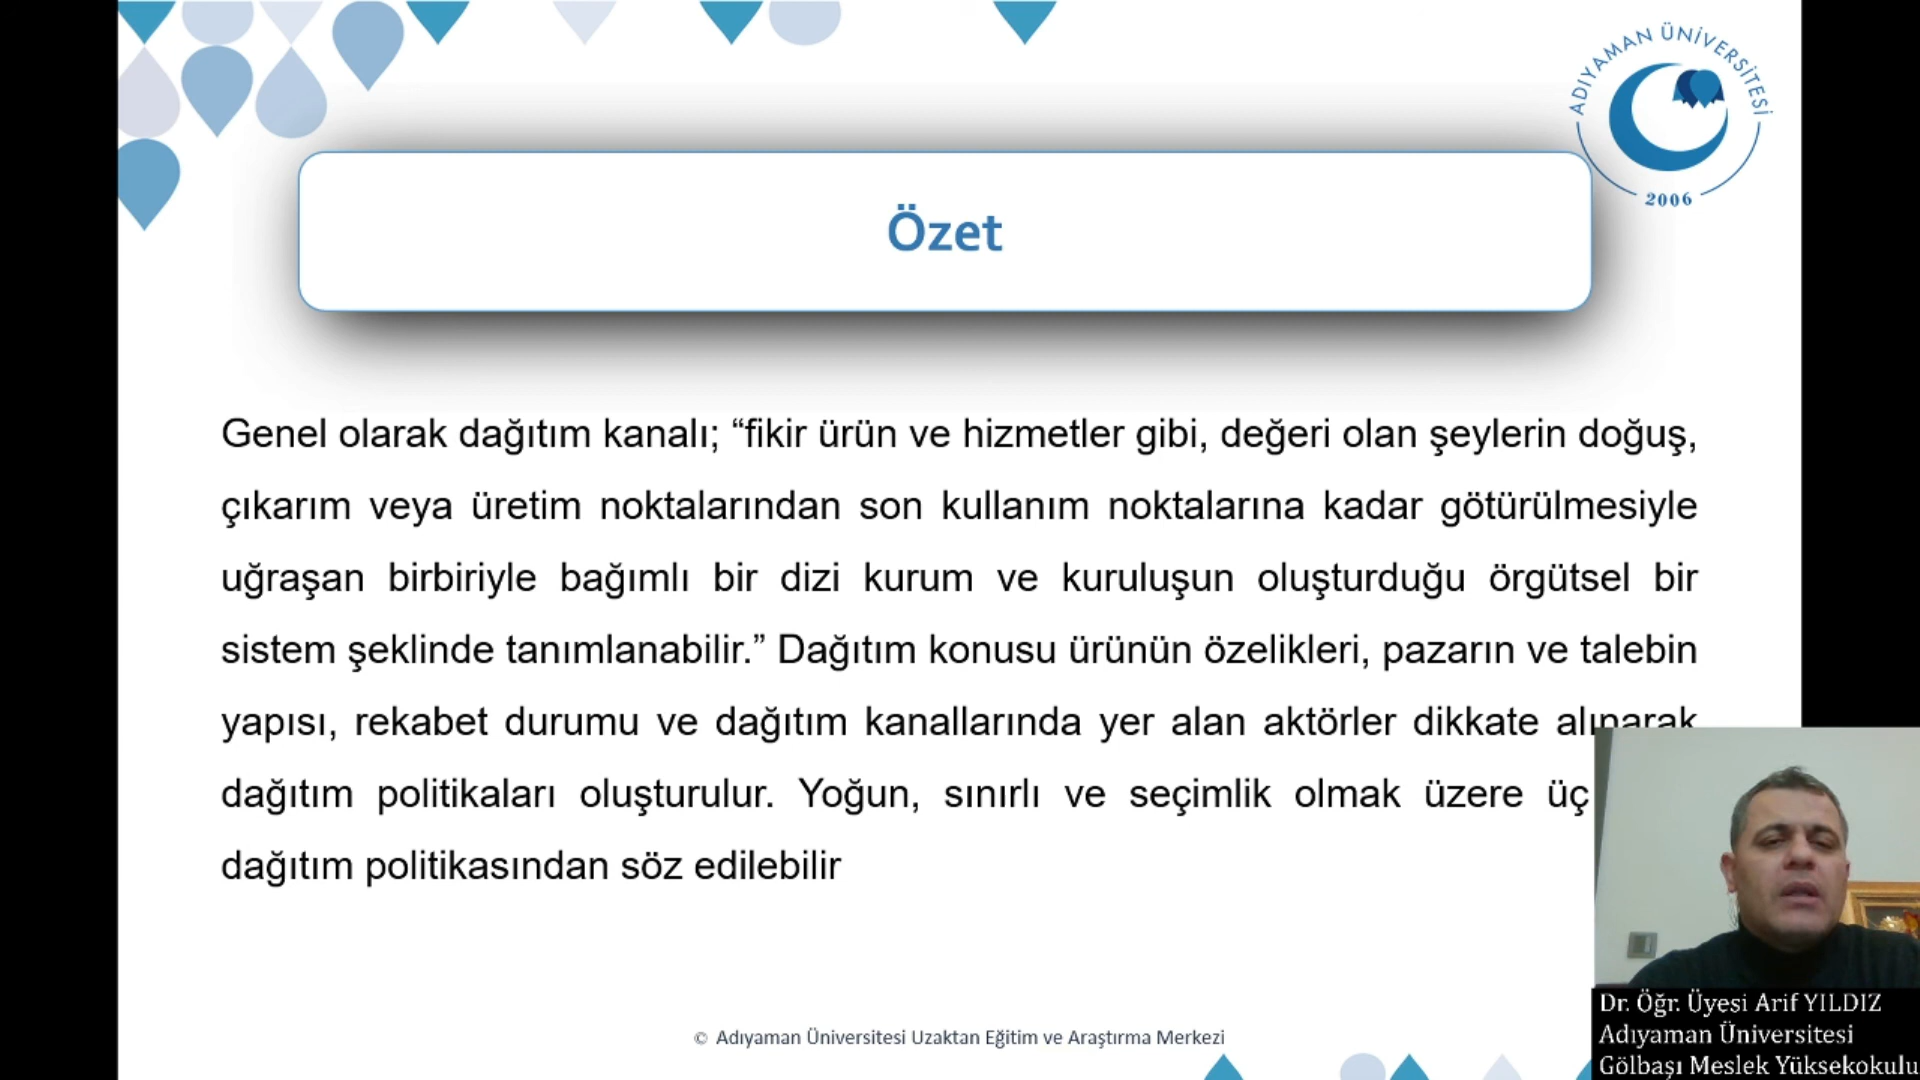 ADIYAMAN ÜNİVERSİTESİ
2006
Özet
Genel olarak dağıtım kanalı; “fikir ürün ve hizmetler gibi, değeri olan şeylerin doğuş,
çıkarım veya üretim noktalarından son kullanım noktalarına kadar götürülmesiyle
uğraşan birbiriyle bağımlı bir dizi kurum ve kuruluşun oluşturduğu örgütsel bir
sistem şeklinde tanımlanabilir.” Dağıtım konusu ürünün özelikleri, pazarın ve talebin
yapısı, rekabet durumu ve dağıtım kanallarında yer alan aktörler dikkate alınarak
dağıtım politikaları oluşturulur. Yoğun, sınırlı ve seçimlik olmak üzere üç
dağıtım politikasından söz edilebilir
© Adıyaman Üniversitesi Uzaktan Eğitim ve Araştırma Merkezi
Dr. Öğr. Üyesi Arif YILDIZ
Adıyaman Üniversitesi
Gölbaşı Meslek Yüksekokulu